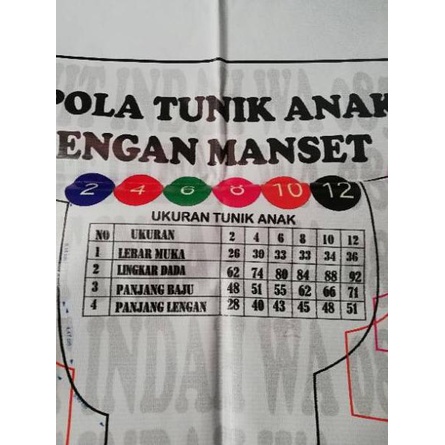 POLA TUNIK ANAK
ENGAN MANSET
2 4 6 8 10 12
UKURAN TUNIK ANAK
NO UKURAN 2 4 6 8 10 12
1 LEBAR MUKA 26 30 33 33 34 36
2 LINGKAR DADA 62 74 80 84 88 92
3 PANJANG BAJU 48 51 55 62 66 71
4 PANJANG LENGAN 28 40 43 45 48 51